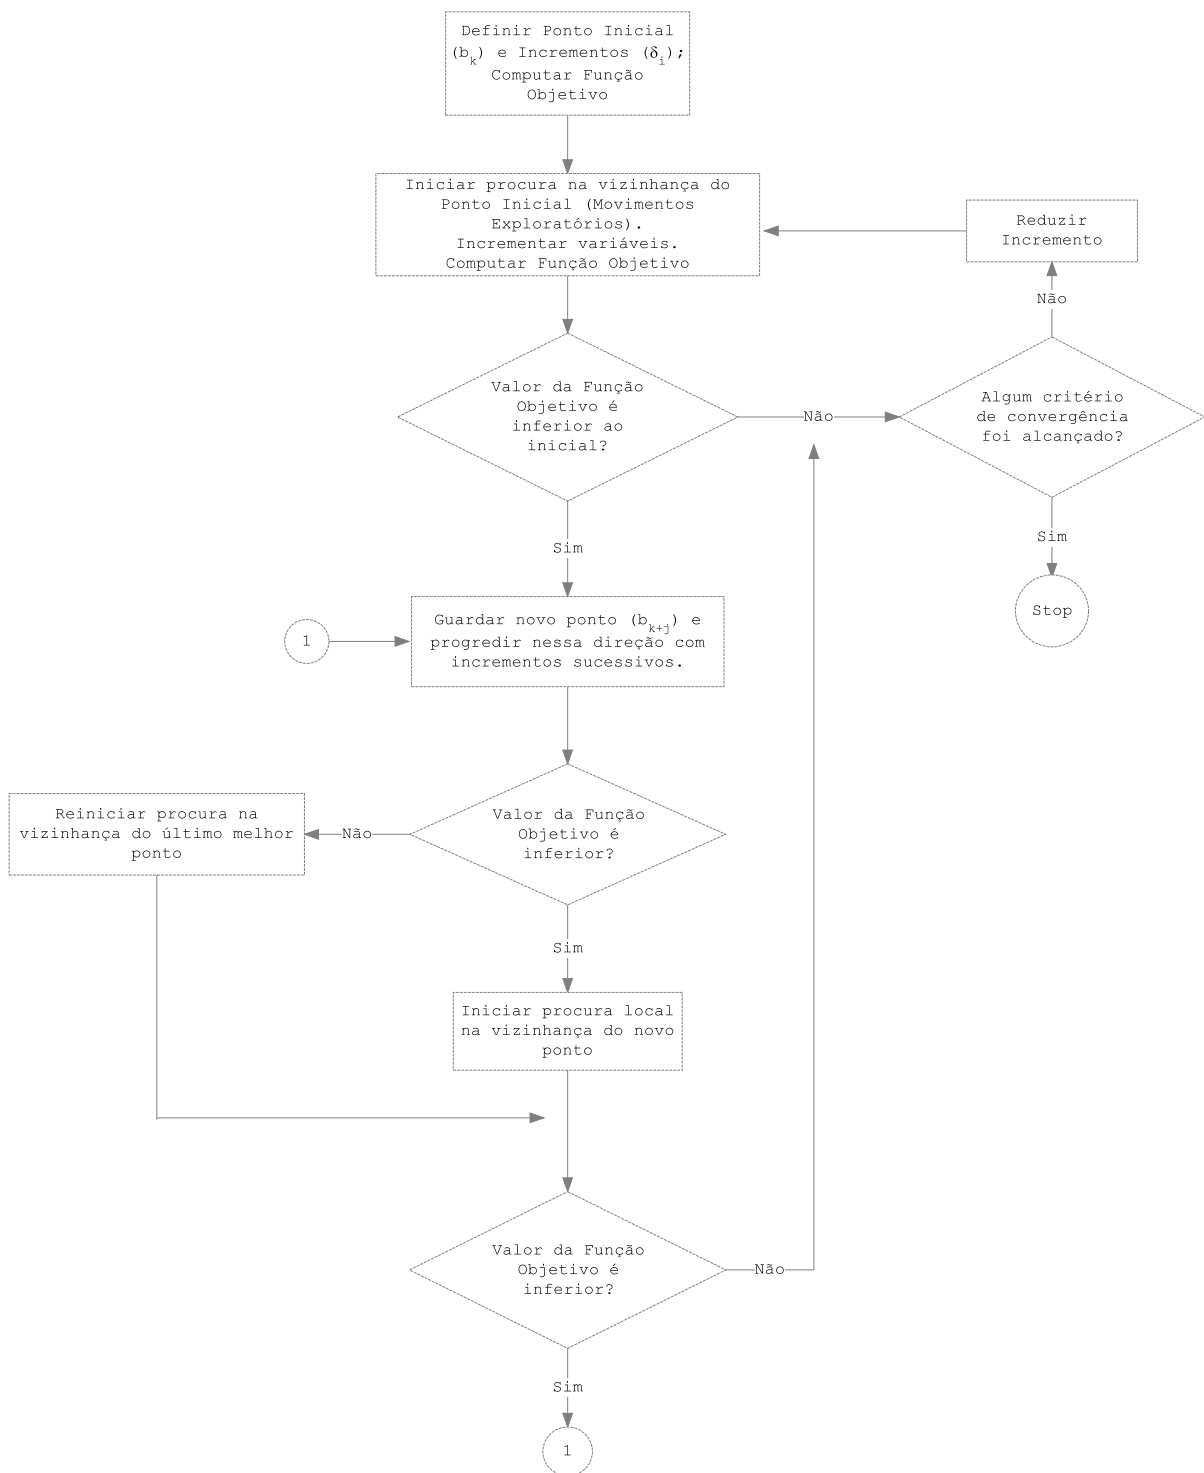 Definir Ponto Inicial
(bk) e Incrementos (δi);
Computar Função
Objetivo
Iniciar procura na vizinhança do
Ponto Inicial (Movimentos
Exploratórios).
Incrementar variáveis.
Computar Função Objetivo
Reduzir
Incremento
Não
Valor da Função
Objetivo é
inferior ao
inicial?
Não
Algum critério
de convergência
foi alcançado?
Sim
Sim
Stop
1
Guardar novo ponto (bk+j) e
progredir nessa direção com
incrementos sucessivos.
Reiniciar procura na
vizinhança do último melhor
ponto
Não
Valor da Função
Objetivo é
inferior?
Sim
Iniciar procura local
na vizinhança do novo
ponto
Valor da Função
Objetivo é
inferior?
Não
Sim
1